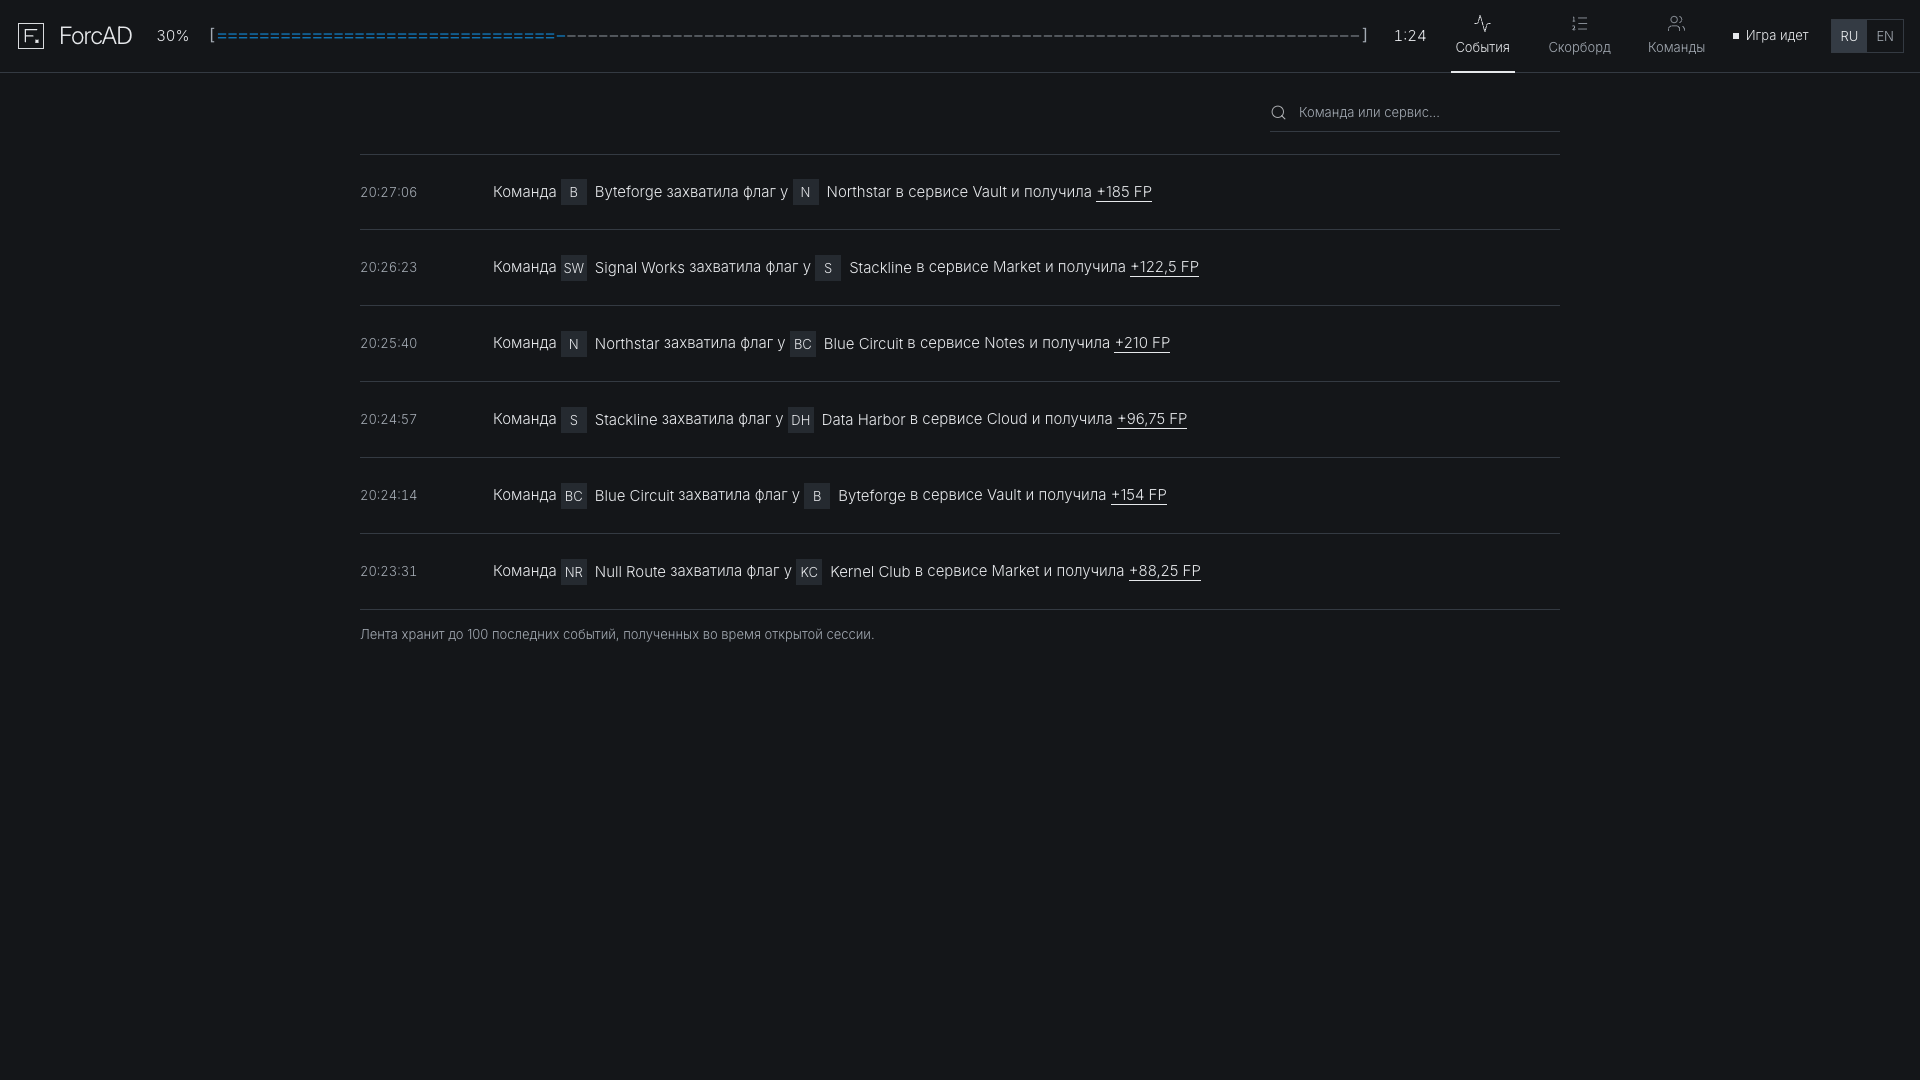 F. ForcAD 30% [================================−−−−−−−−−−−−−−−−−−−−−−−−−−−−−−−−−−−−−−−−−−−−−−−−−−−−−−−−−−−−−−−−−−−−−−−−−−−−] 1:24 События Скорборд Команды Игра идет RU EN
Команда или сервис...
20:27:06 Команда B Byteforge захватила флаг у N Northstar в сервисе Vault и получила +185 FP
20:26:23 Команда SW Signal Works захватила флаг у S Stackline в сервисе Market и получила +122,5 FP
20:25:40 Команда N Northstar захватила флаг у BC Blue Circuit в сервисе Notes и получила +210 FP
20:24:57 Команда S Stackline захватила флаг у DH Data Harbor в сервисе Cloud и получила +96,75 FP
20:24:14 Команда BC Blue Circuit захватила флаг у B Byteforge в сервисе Vault и получила +154 FP
20:23:31 Команда NR Null Route захватила флаг у KC Kernel Club в сервисе Market и получила +88,25 FP
Лента хранит до 100 последних событий, полученных во время открытой сессии.